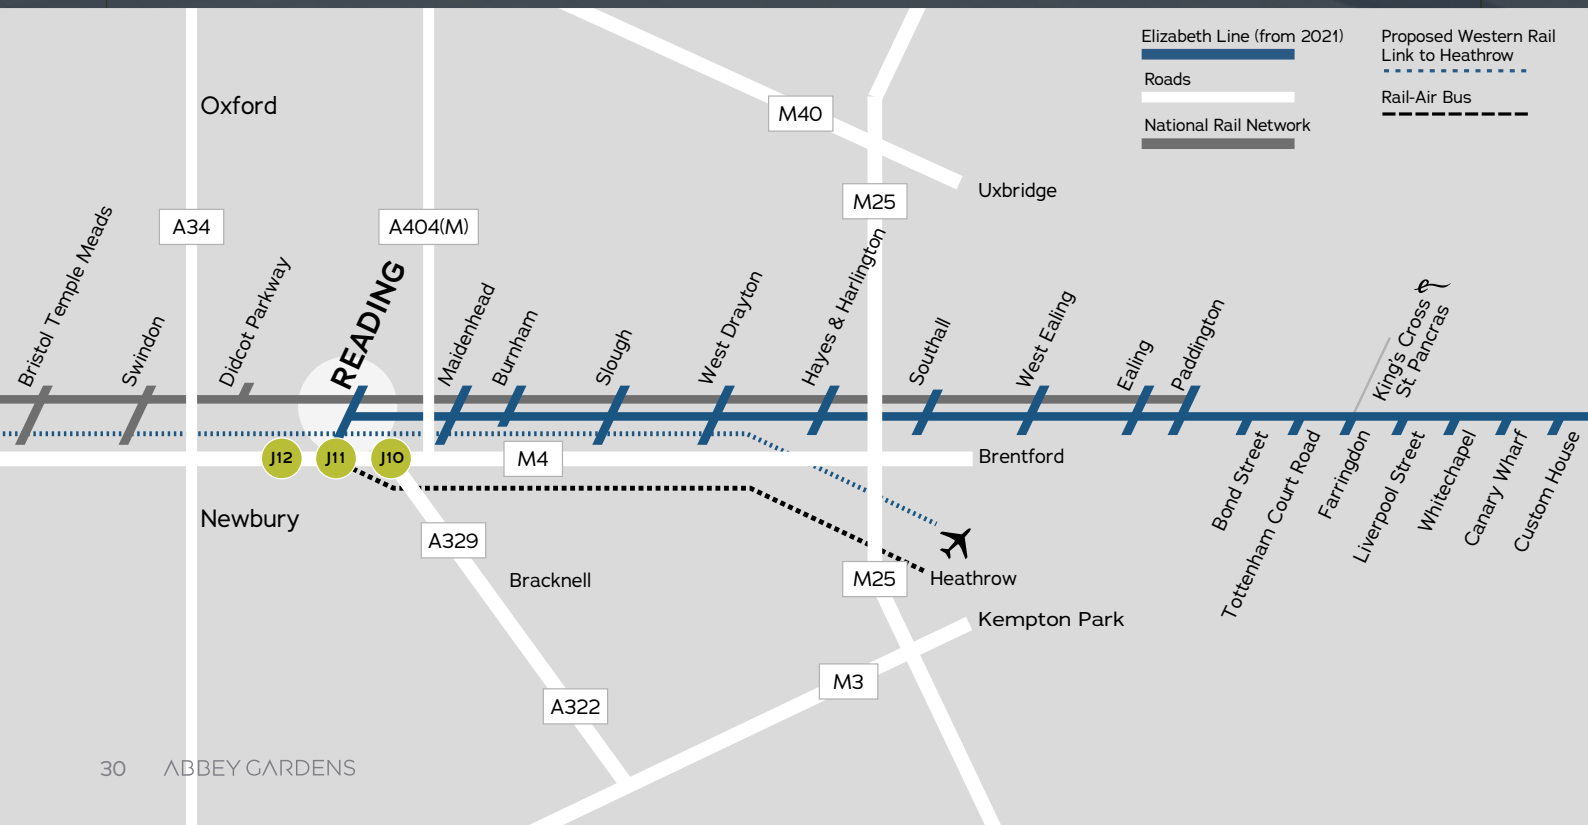 Elizabeth Line (from 2021)
Roads
National Rail Network
Proposed Western Rail
Link to Heathrow
Rail-Air Bus
Oxford
M40
Uxbridge
M25
A34
A404(M)
Bristol Temple Meads
Swindon
Didcot Parkway
READING
Maidenhead
Burnham
Slough
West Drayton
Hayes & Harlington
Southall
West Ealing
Ealing
Paddington
King's Cross &
St. Pancras
J12
J11
J10
M4
Brentford
Bond Street
Tottenham Court Road
Farringdon
Liverpool Street
Whitechapel
Canary Wharf
Custom House
Newbury
A329
Bracknell
M25
Heathrow
Kempton Park
M3
A322
30 ABBEY GARDENS